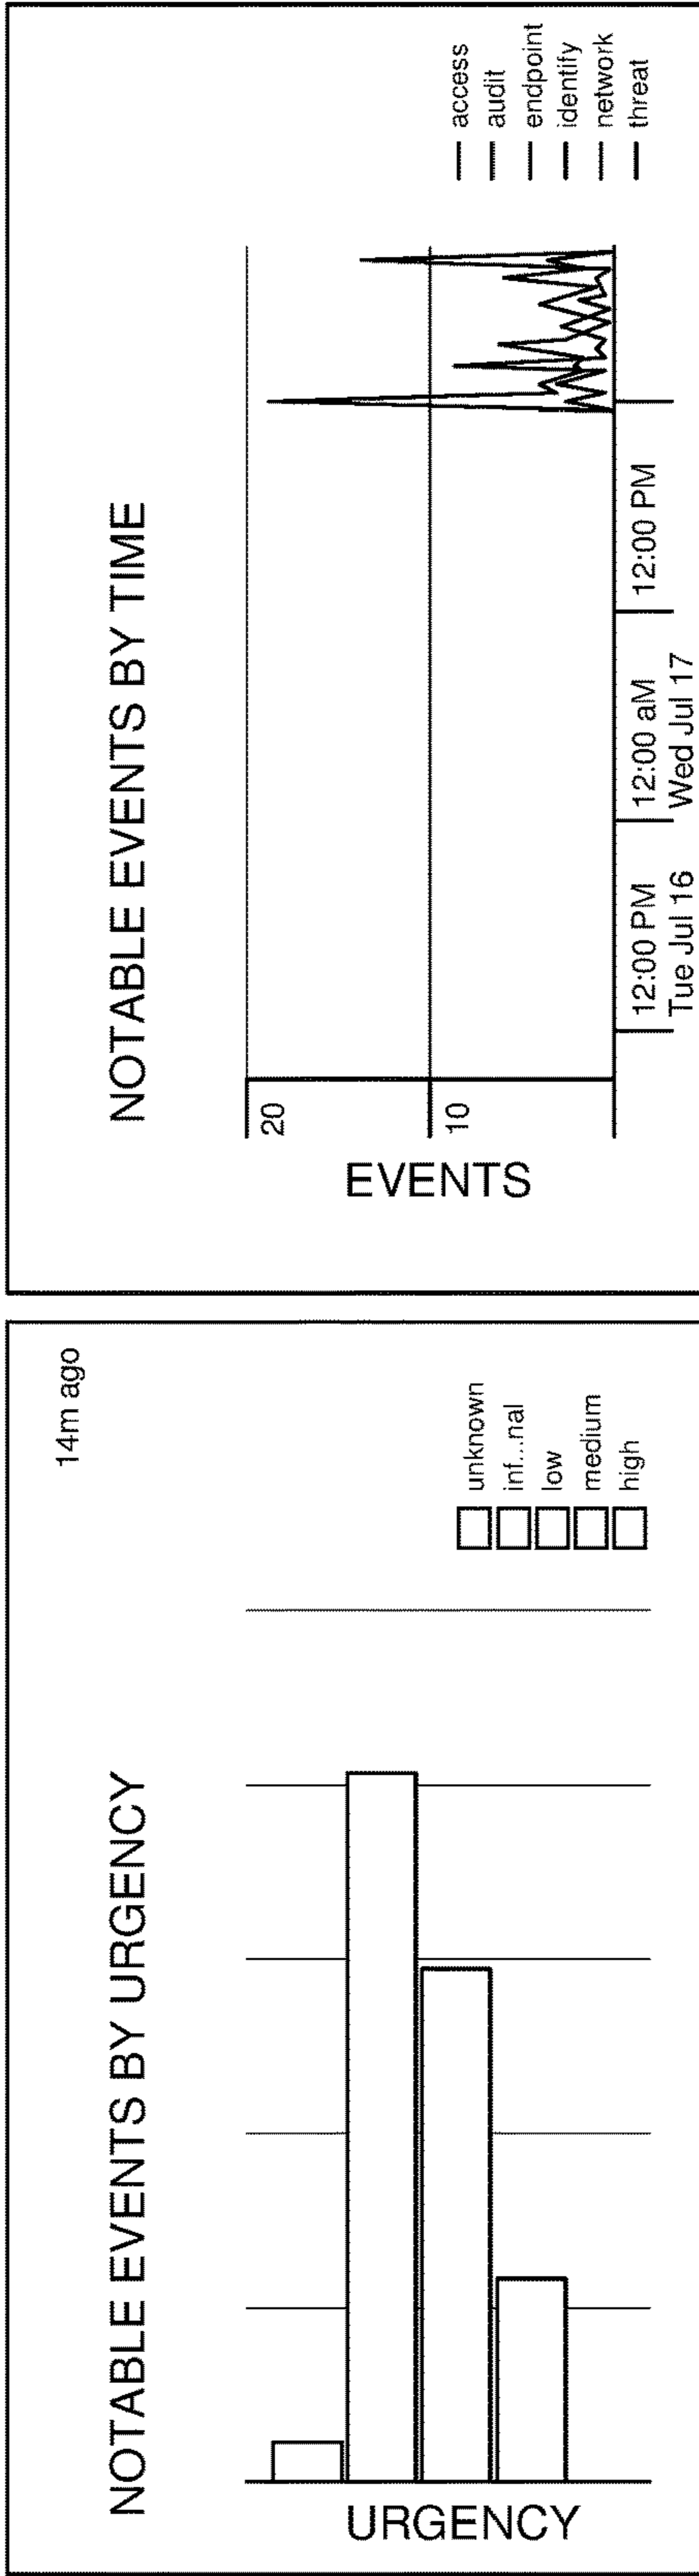 NOTABLE EVENTS BY URGENCY
14m ago
URGENCY
unknown
inf...nal
low
medium
high
NOTABLE EVENTS BY TIME
EVENTS
20
10
12:00 PM
Tue Jul 16
12:00 aM
Wed Jul 17
12:00 PM
access
audit
endpoint
identify
network
threat